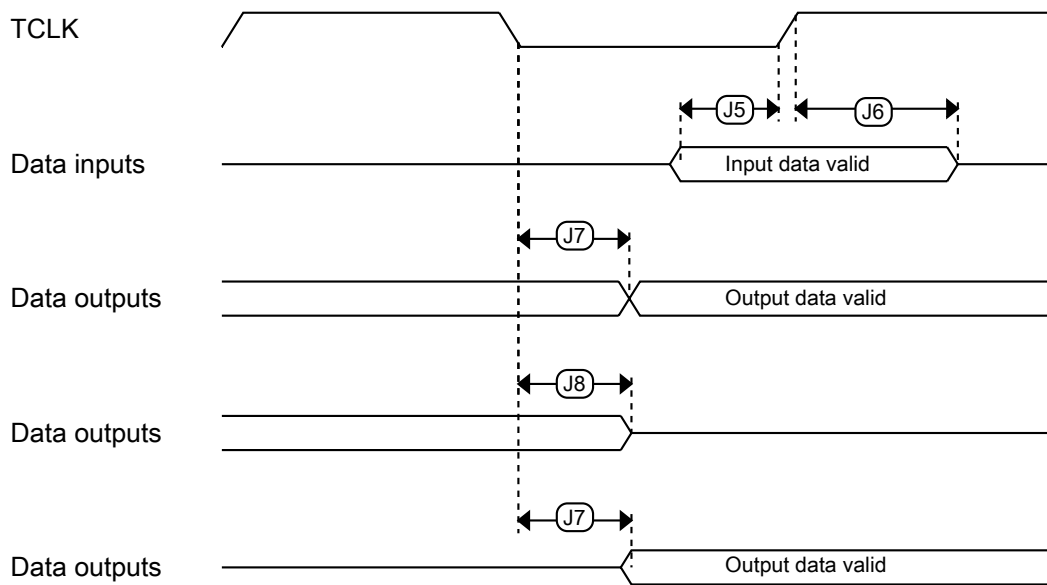 TCLK
J5
J6
Data inputs
Input data valid
J7
Data outputs
Output data valid
J8
Data outputs
J7
Data outputs
Output data valid